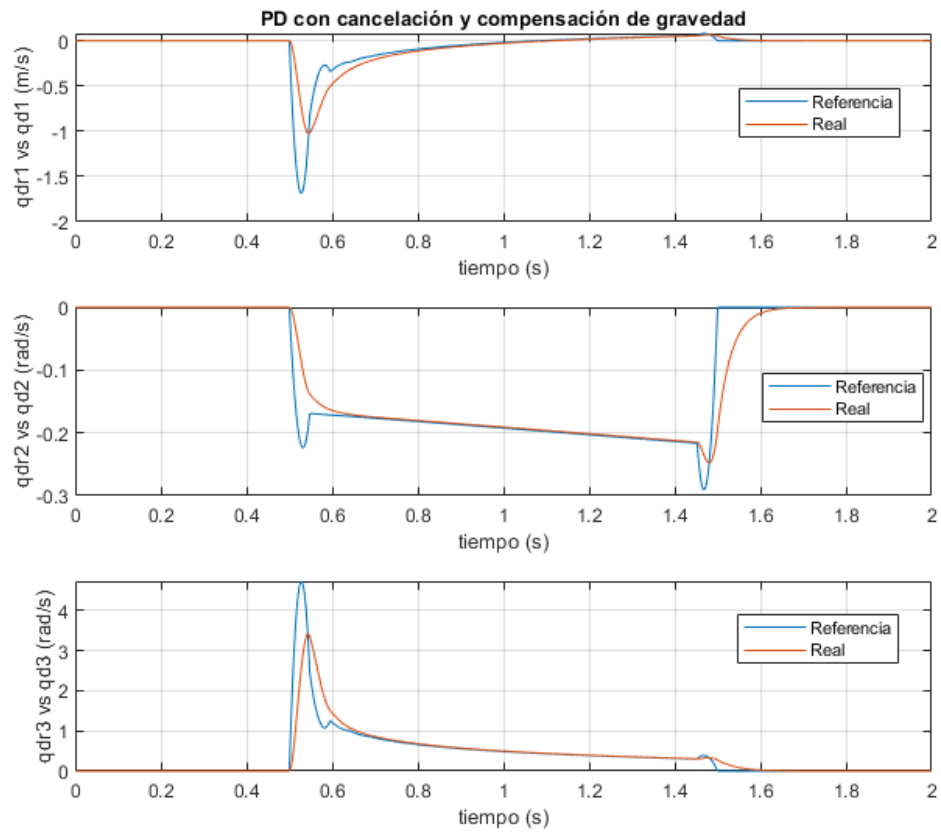 PD con cancelación y compensación de gravedad
qdr1 vs qd1 (m/s)
0
-0.5
-1
-1.5
-2
Referencia
Real
0 0.2 0.4 0.6 0.8 1 1.2 1.4 1.6 1.8 2
tiempo (s)
qdr2 vs qd2 (rad/s)
0
-0.1
-0.2
-0.3
Referencia
Real
0 0.2 0.4 0.6 0.8 1 1.2 1.4 1.6 1.8 2
tiempo (s)
qdr3 vs qd3 (rad/s)
4
3
2
1
0
Referencia
Real
0 0.2 0.4 0.6 0.8 1 1.2 1.4 1.6 1.8 2
tiempo (s)